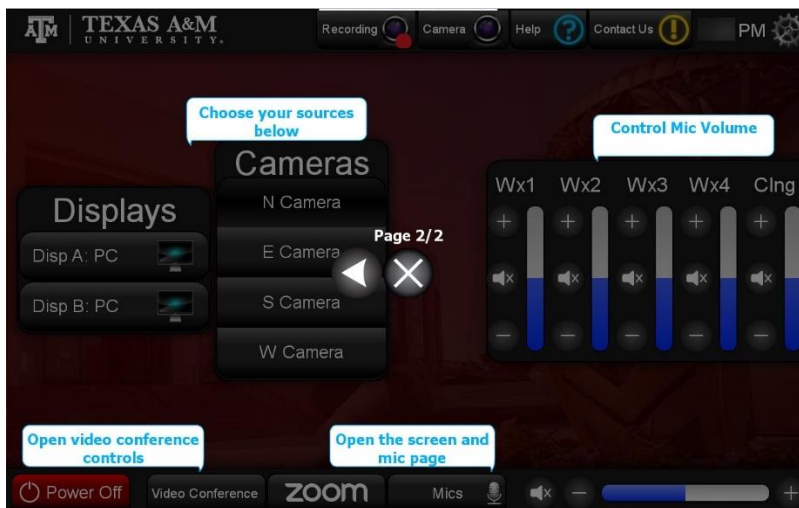 ĀM TEXAS A&M
UNIVERSITY.
Recording
Camera
Help
?
Contact Us
!
PM
Choose your sources
below
Control Mic Volume
Cameras
N Camera
E Camera
S Camera
W Camera
Displays
Disp A: PC
Disp B: PC
Page 2/2
Wx1 Wx2 Wx3 Wx4 Clng
Open video conference
controls
Open the screen and
mic page
Power Off
Video Conference
zoom
Mics